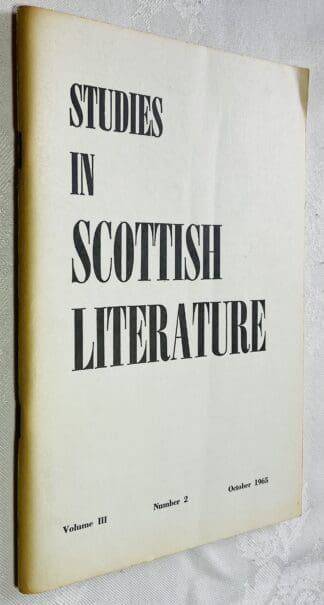 STUDIES
IN
SCOTTISH
LITERATURE
Volume III Number 2 October 1965